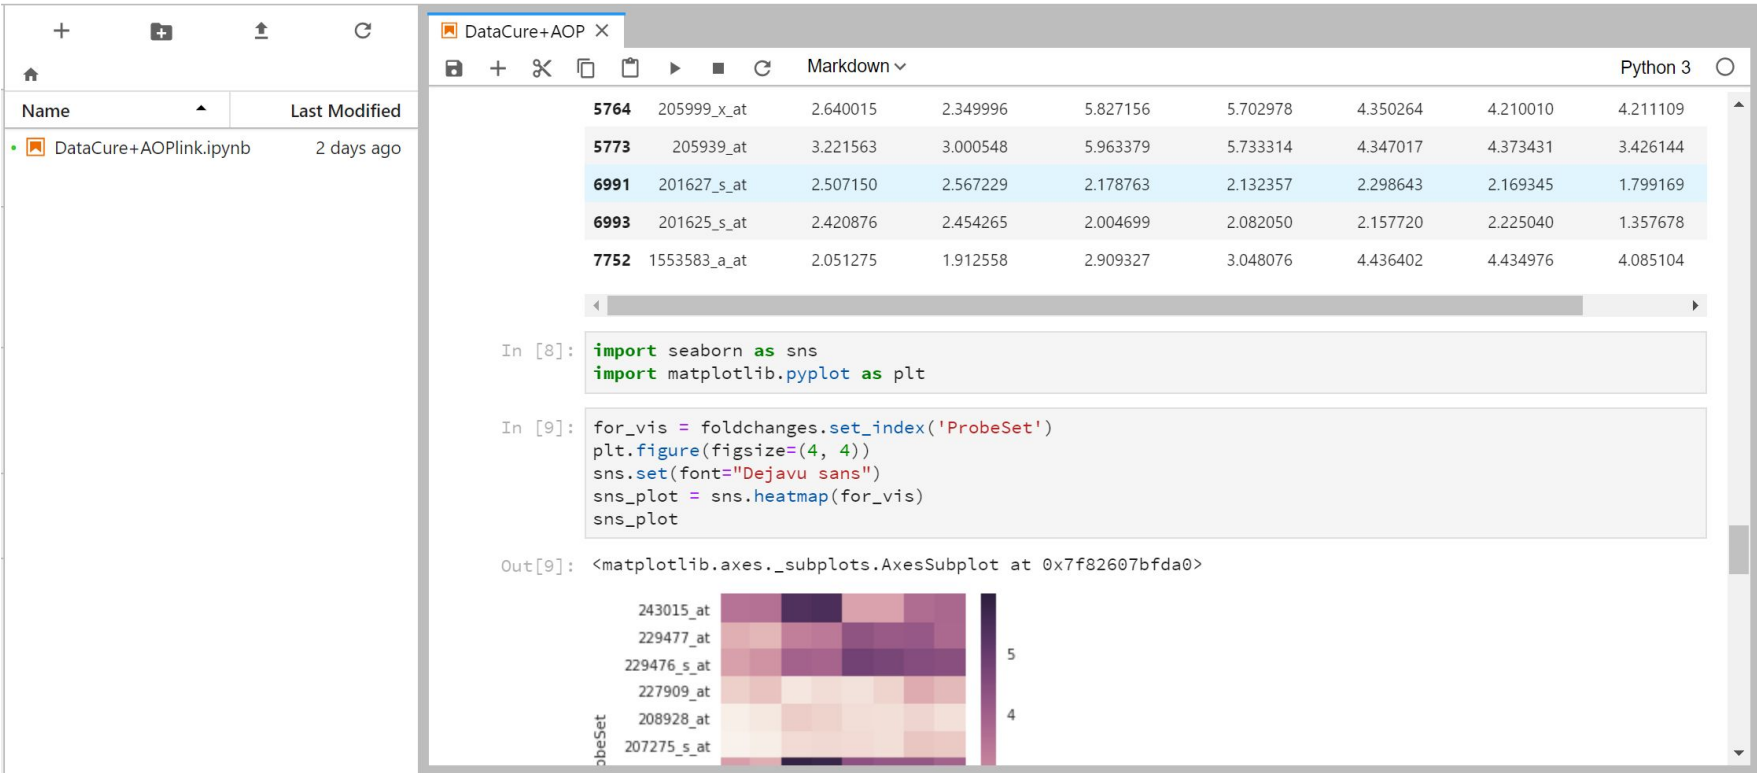 DataCure+AOP
Markdown
Python 3
Name
Last Modified
DataCure+AOPlink.ipynb 2 days ago
5764 205999_x_at 2.640015 2.349996 5.827156 5.702978 4.350264 4.210010 4.211109
5773 205939_at 3.221563 3.000548 5.963379 5.733314 4.347017 4.373431 3.426144
6991 201627_s_at 2.507150 2.567229 2.178763 2.132357 2.298643 2.169345 1.799169
6993 201625_s_at 2.420876 2.454265 2.004699 2.082050 2.157720 2.225040 1.357678
7752 1553583_a_at 2.051275 1.912558 2.909327 3.048076 4.436402 4.434976 4.085104
In [8]: import seaborn as sns
import matplotlib.pyplot as plt
In [9]: for_vis = foldchanges.set_index('ProbeSet')
plt.figure(figsize=(4, 4))
sns.set(font="Dejavu sans")
sns_plot = sns.heatmap(for_vis)
sns_plot
Out[9]: <matplotlib.axes._subplots.AxesSubplot at 0x7f82607bfda0>
243015_at
229477_at
229476_s_at
227909_at
208928_at
207275_s_at
obeSet
5
4